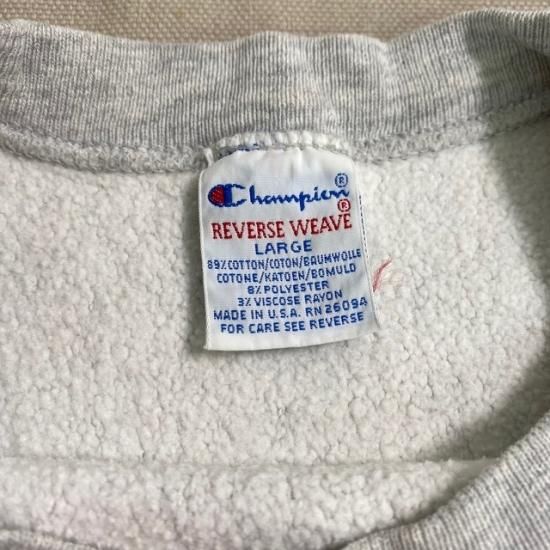 Champion®
REVERSE WEAVE®
LARGE
89% COTTON/COTON/BAUMWOLLE
COTONE/KATOEN/BOMULD
8% POLYESTER
3% VISCOSE RAYON
MADE IN U.S.A. RN 26094
FOR CARE SEE REVERSE